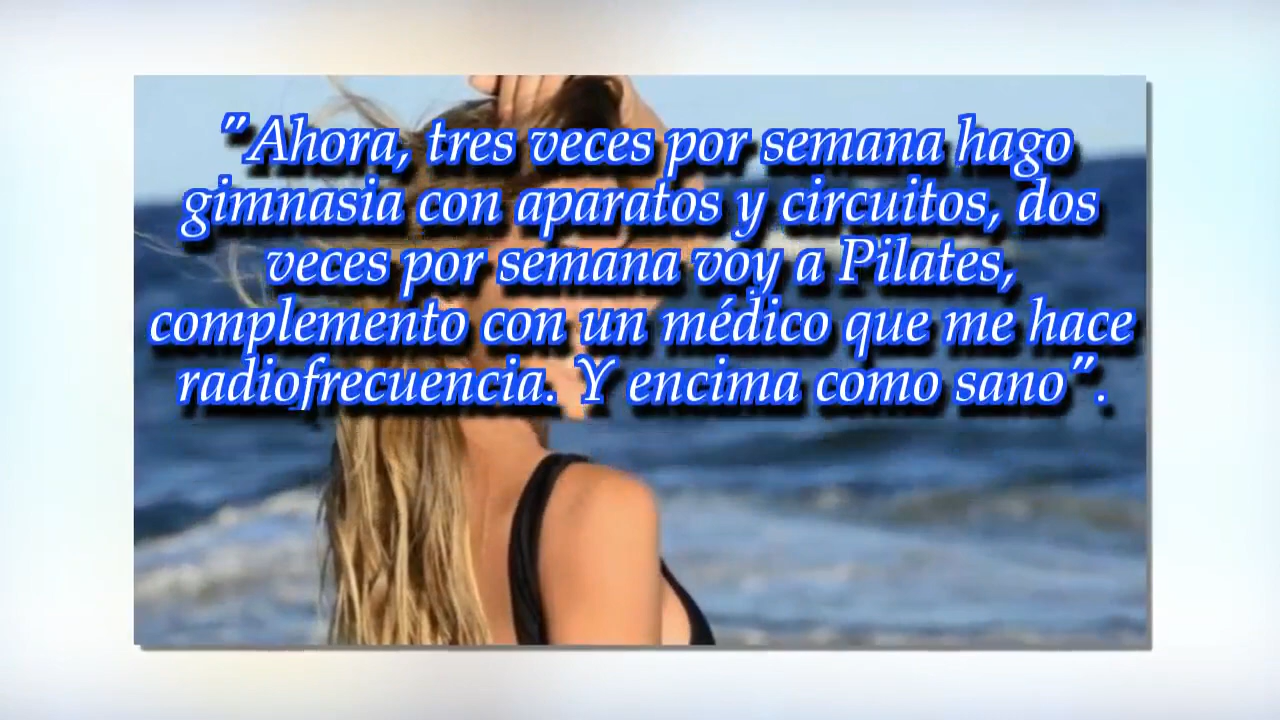 "Ahora, tres veces por semana hago
gimnasia con aparatos y circuitos, dos
veces por semana voy a Pilates,
complemento con un médico que me hace
radiofrecuencia. Y encima como sano".